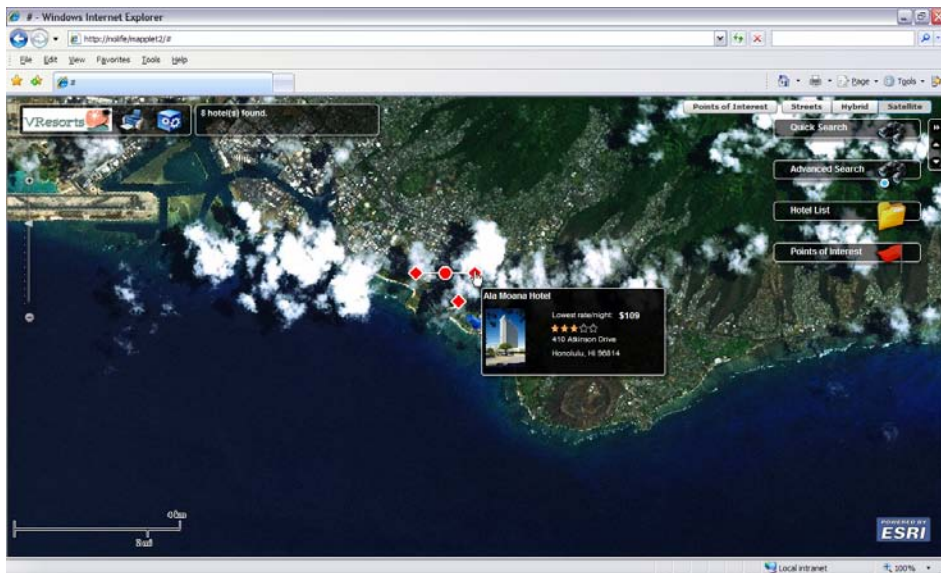 # - Windows Internet Explorer
http://nolife/mapplet2/#
File Edit View Favorites Tools Help
#
Page Tools
VResorts
8 hotel(s) found.
Points of Interest Streets Hybrid Satellite
Quick Search
Advanced Search
Hotel List
Points of Interest
Ala Moana Hotel
Lowest rate/night: $109
410 Atkinson Drive
Honolulu, HI 96814
POWERED BY
ESRI
Local intranet 100%